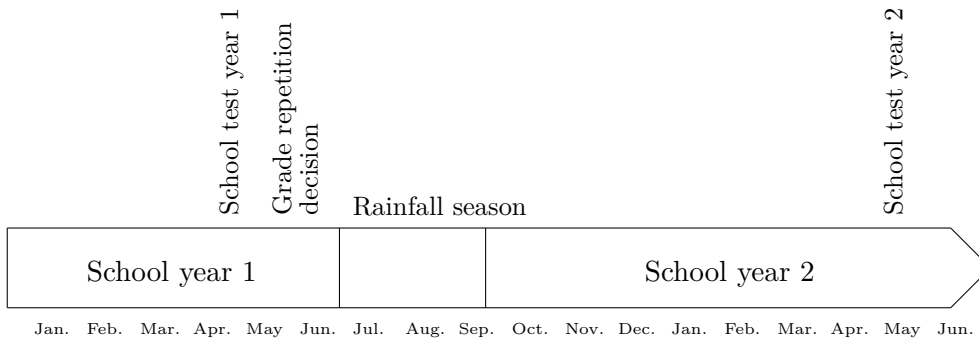 School test year 1
Grade repetition
decision
School test year 2
Rainfall season
School year 1
School year 2
Jan. Feb. Mar. Apr. May Jun. Jul. Aug. Sep. Oct. Nov. Dec. Jan. Feb. Mar. Apr. May Jun.